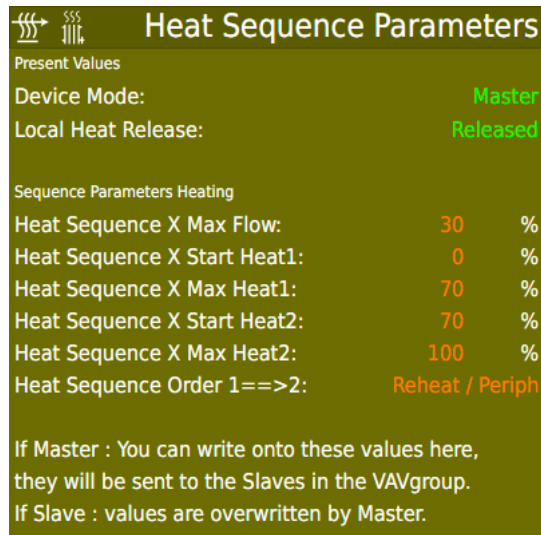 Heat Sequence Parameters
Present Values
Device Mode: Master
Local Heat Release: Released
Sequence Parameters Heating
Heat Sequence X Max Flow: 30 %
Heat Sequence X Start Heat1: 0 %
Heat Sequence X Max Heat1: 70 %
Heat Sequence X Start Heat2: 70 %
Heat Sequence X Max Heat2: 100 %
Heat Sequence Order 1==>2: Reheat / Periph
If Master : You can write onto these values here,
they will be sent to the Slaves in the VAVgroup.
If Slave : values are overwritten by Master.